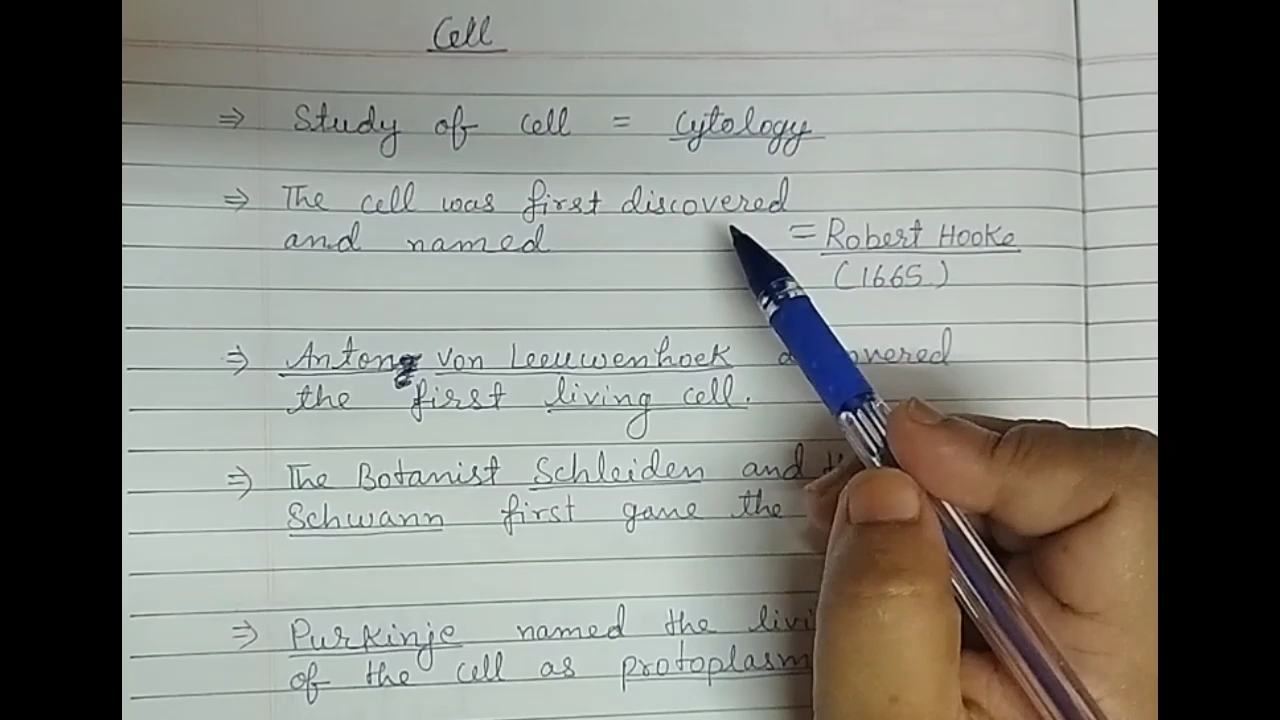 Cell
⇒ Study of cell = Cytology
⇒ The cell was first discovered
and named = Robert Hooke
(1665)
⇒ Anton von Leeuwenhoek
the first living cell.
⇒ The Botanist Schleiden and
Schwann first gave the
⇒ Purkinje named the
of the cell as protoplasm